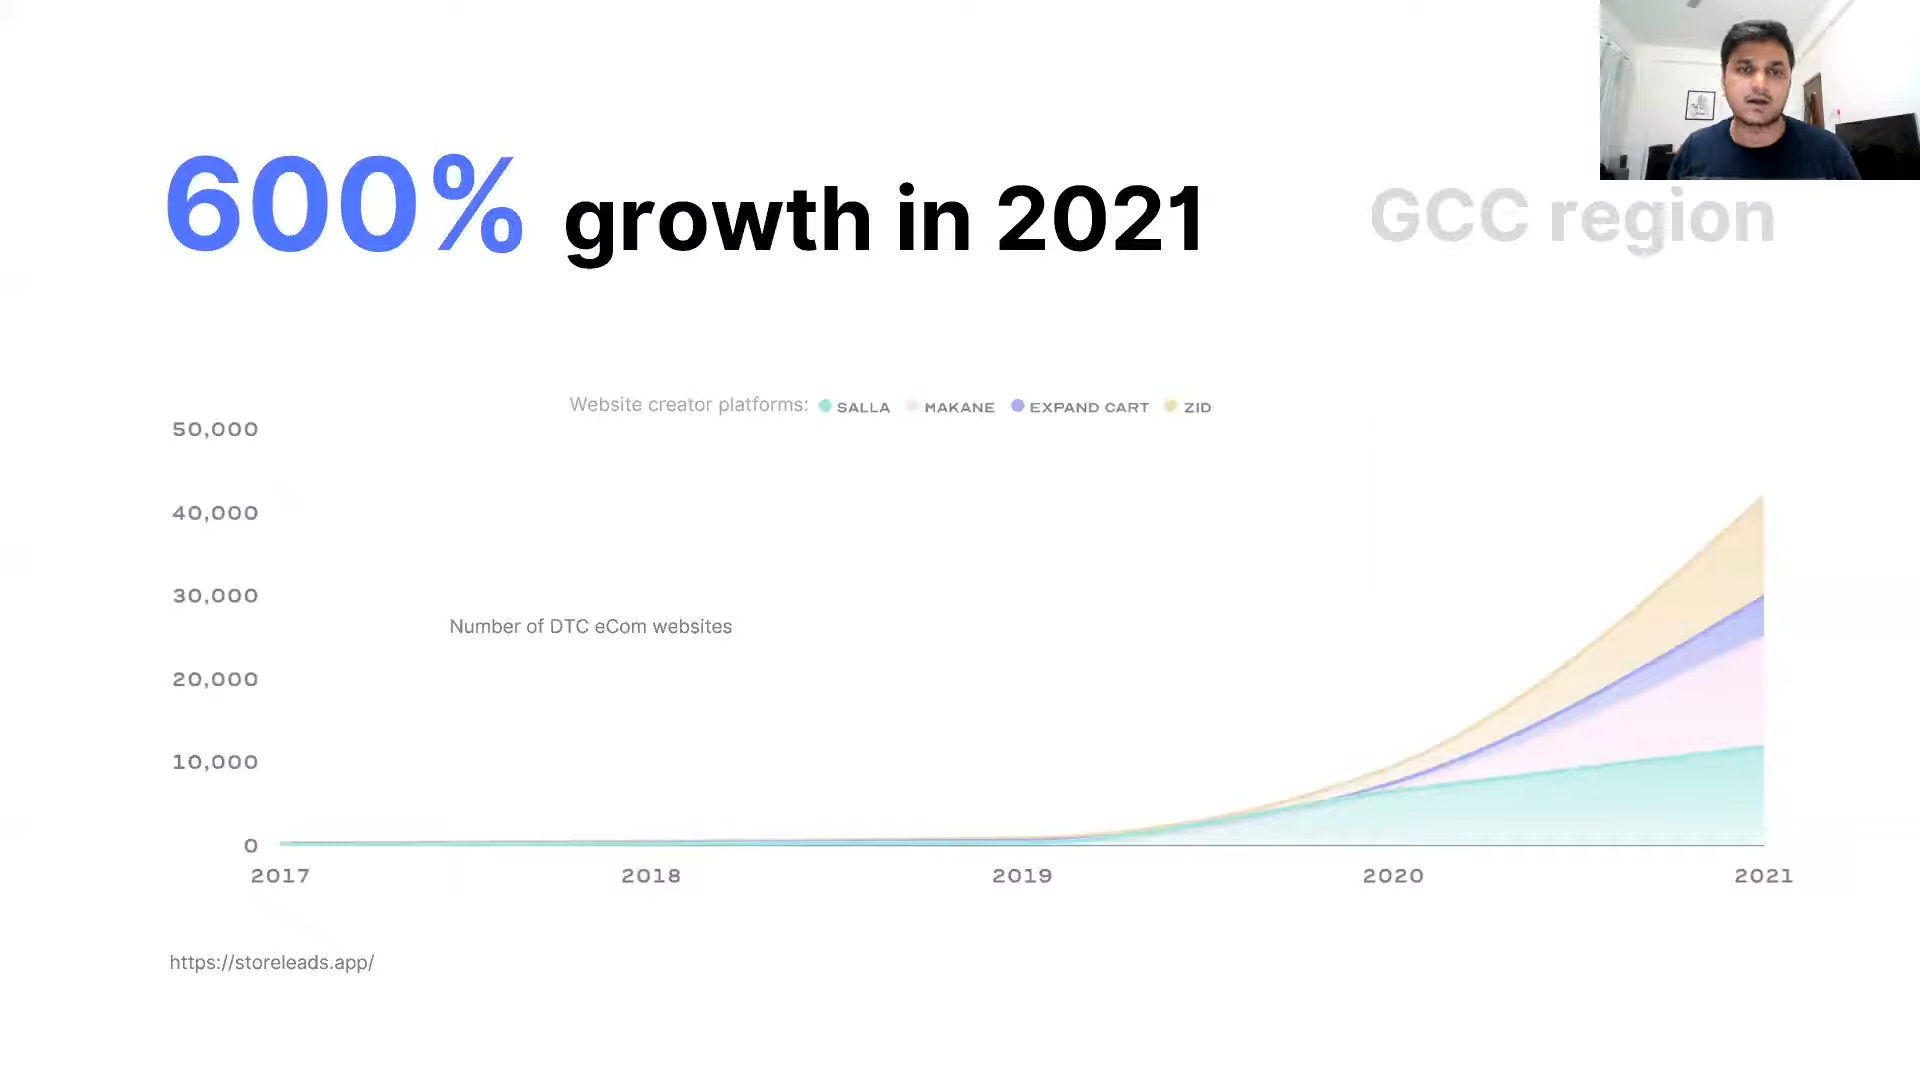 600% growth in 2021
GCC region
Website creator platforms: SALLA MAKANE EXPAND CART ZID
50,000
40,000
30,000
Number of DTC eCom websites
20,000
10,000
0
2017 2018 2019 2020 2021
https://storeleads.app/